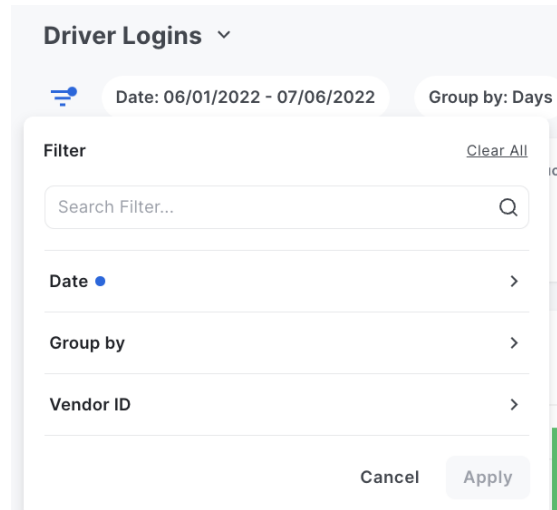 Driver Logins
Date: 06/01/2022 - 07/06/2022 Group by: Days
Filter Clear All
Search Filter...
Date
Group by
Vendor ID
Cancel Apply